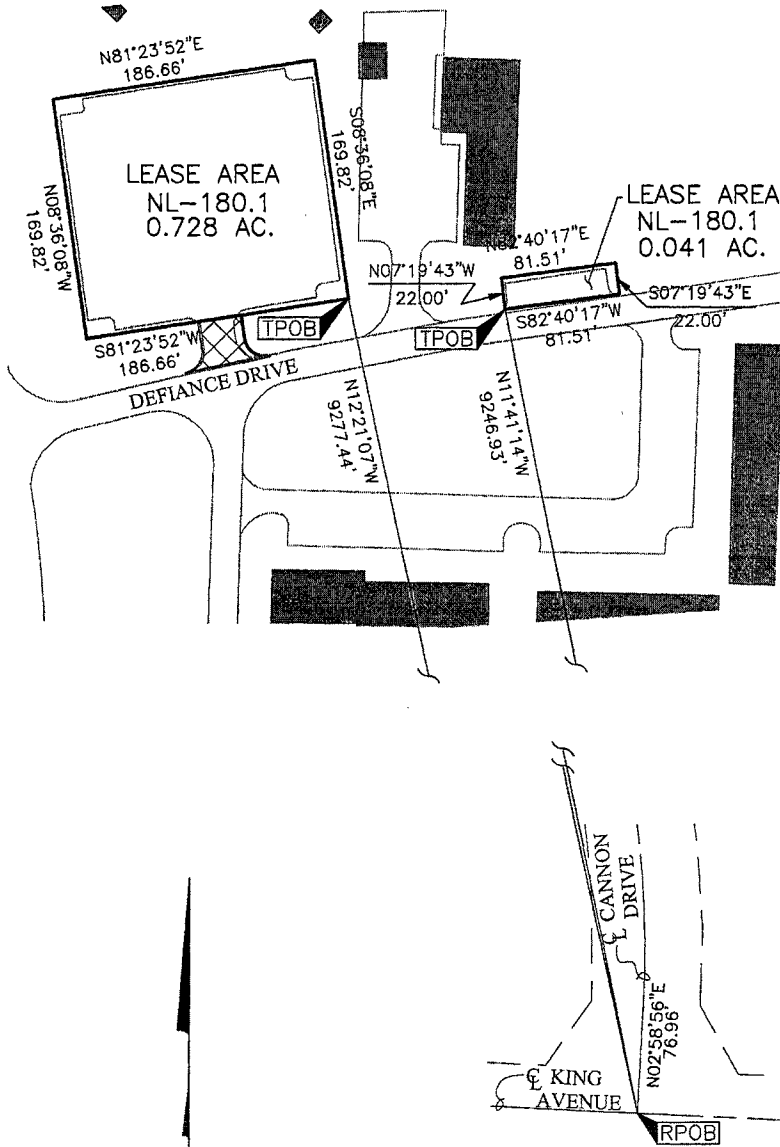 N81°23'52"E
186.66'
S08°36'08"E
169.82'
LEASE AREA
NL-180.1
0.728 AC.
N08°36'08"W
169.82'
S81°23'52"W
186.66'
TPOB
DEFIANCE DRIVE
LEASE AREA
NL-180.1
0.041 AC.
N82°40'17"E
81.51'
N07°19'43"W
22.00'
S07°19'43"E
22.00'
S82°40'17"W
81.51'
TPOB
N12°21'07"W
9277.44'
N11°41'14"W
9246.93'
℄ CANNON
DRIVE
N02°58'56"E
76.96'
℄ KING
AVENUE
RPOB